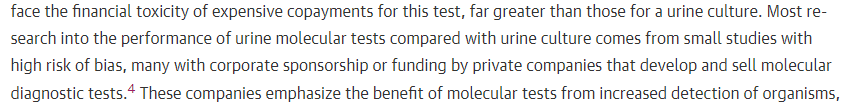 face the financial toxicity of expensive copayments for this test, far greater than those for a urine culture. Most re-
search into the performance of urine molecular tests compared with urine culture comes from small studies with
high risk of bias, many with corporate sponsorship or funding by private companies that develop and sell molecular
diagnostic tests.4 These companies emphasize the benefit of molecular tests from increased detection of organisms,